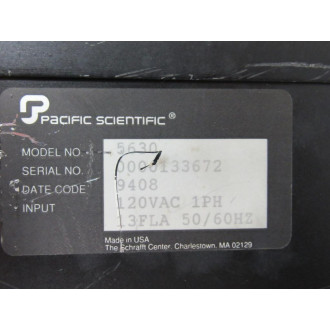 PACIFIC SCIENTIFIC®
MODEL NO. 5630
SERIAL NO. 0000133672
DATE CODE 9408
INPUT 120VAC 1PH
13FLA 50/60HZ
Made in USA
The Schrafft Center, Charlestown, MA 02129